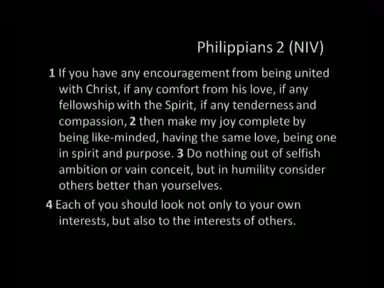 Philippians 2 (NIV)
1 If you have any encouragement from being united
with Christ, if any comfort from his love, if any
fellowship with the Spirit, if any tenderness and
compassion, 2 then make my joy complete by
being like-minded, having the same love, being one
in spirit and purpose. 3 Do nothing out of selfish
ambition or vain conceit, but in humility consider
others better than yourselves.
4 Each of you should look not only to your own
interests, but also to the interests of others.